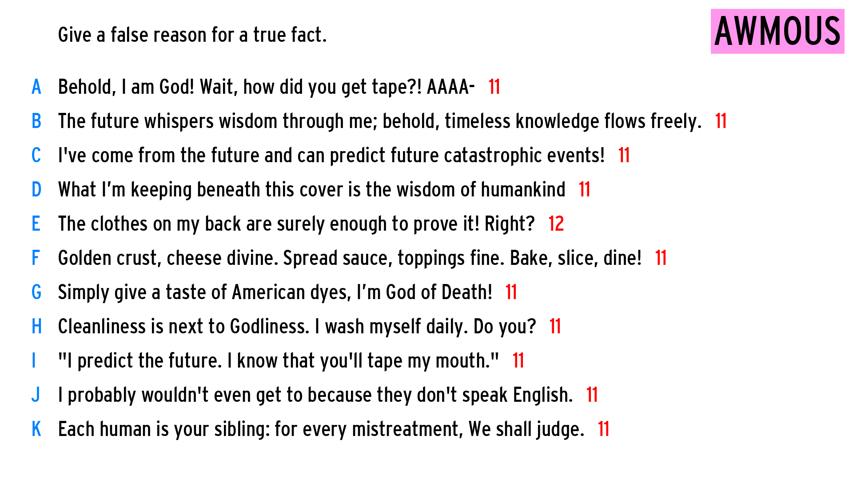 Give a false reason for a true fact.
AWMOUS
A Behold, I am God! Wait, how did you get tape?! AAAA- 11
B The future whispers wisdom through me; behold, timeless knowledge flows freely. 11
C I've come from the future and can predict future catastrophic events! 11
D What I’m keeping beneath this cover is the wisdom of humankind 11
E The clothes on my back are surely enough to prove it! Right? 12
F Golden crust, cheese divine. Spread sauce, toppings fine. Bake, slice, dine! 11
G Simply give a taste of American dyes, I’m God of Death! 11
H Cleanliness is next to Godliness. I wash myself daily. Do you? 11
I "I predict the future. I know that you'll tape my mouth." 11
J I probably wouldn't even get to because they don't speak English. 11
K Each human is your sibling: for every mistreatment, We shall judge. 11